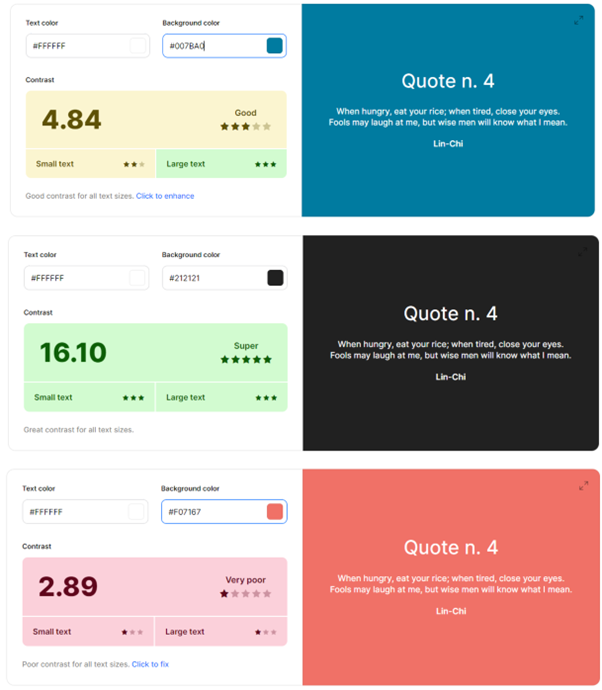 Text color Background color
#FFFFFF #007BA0
Contrast
4.84 Good
Small text Large text
Good contrast for all text sizes. Click to enhance
Quote n. 4
When hungry, eat your rice; when tired, close your eyes.
Fools may laugh at me, but wise men will know what I mean.
Lin-Chi
Text color Background color
#FFFFFF #212121
Contrast
16.10 Super
Small text Large text
Great contrast for all text sizes.
Quote n. 4
When hungry, eat your rice; when tired, close your eyes.
Fools may laugh at me, but wise men will know what I mean.
Lin-Chi
Text color Background color
#FFFFFF #F07167
Contrast
2.89 Very poor
Small text Large text
Poor contrast for all text sizes. Click to fix
Quote n. 4
When hungry, eat your rice; when tired, close your eyes.
Fools may laugh at me, but wise men will know what I mean.
Lin-Chi